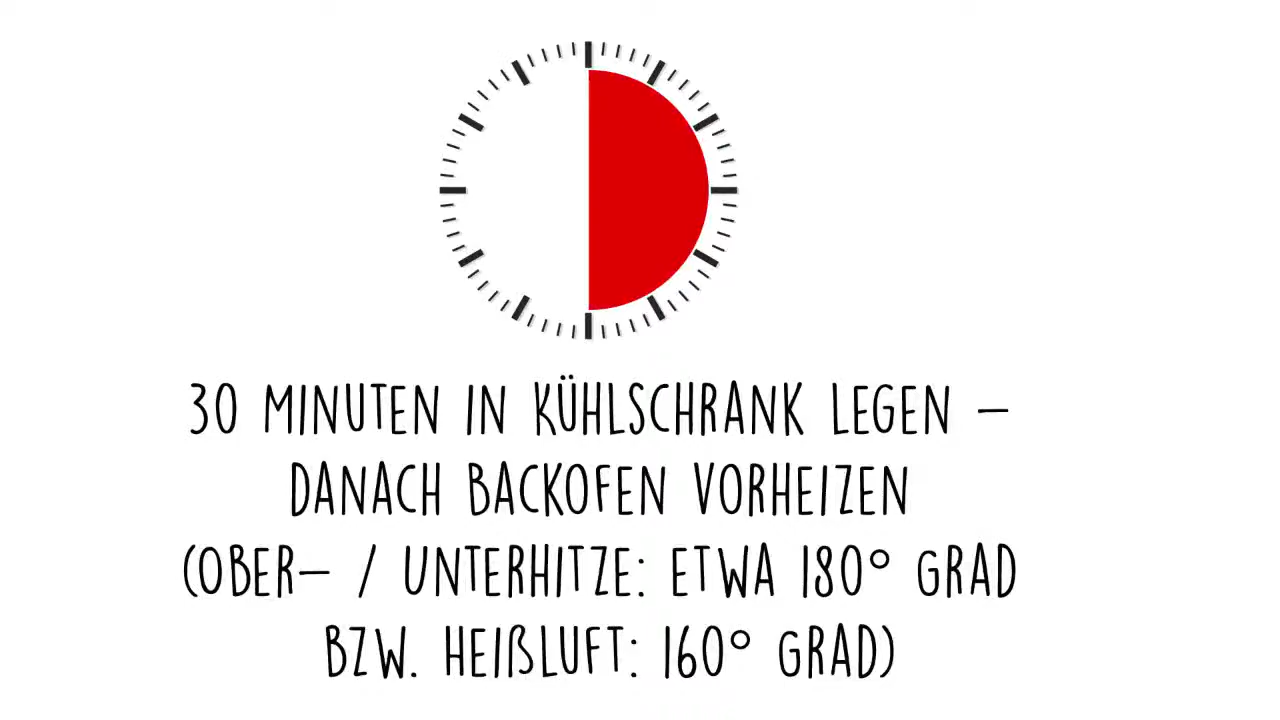 30 MINUTEN IN KÜHLSCHRANK LEGEN –
DANACH BACKOFEN VORHEIZEN
(OBER- / UNTERHITZE: ETWA 180° GRAD
BZW. HEIßLUFT: 160° GRAD)